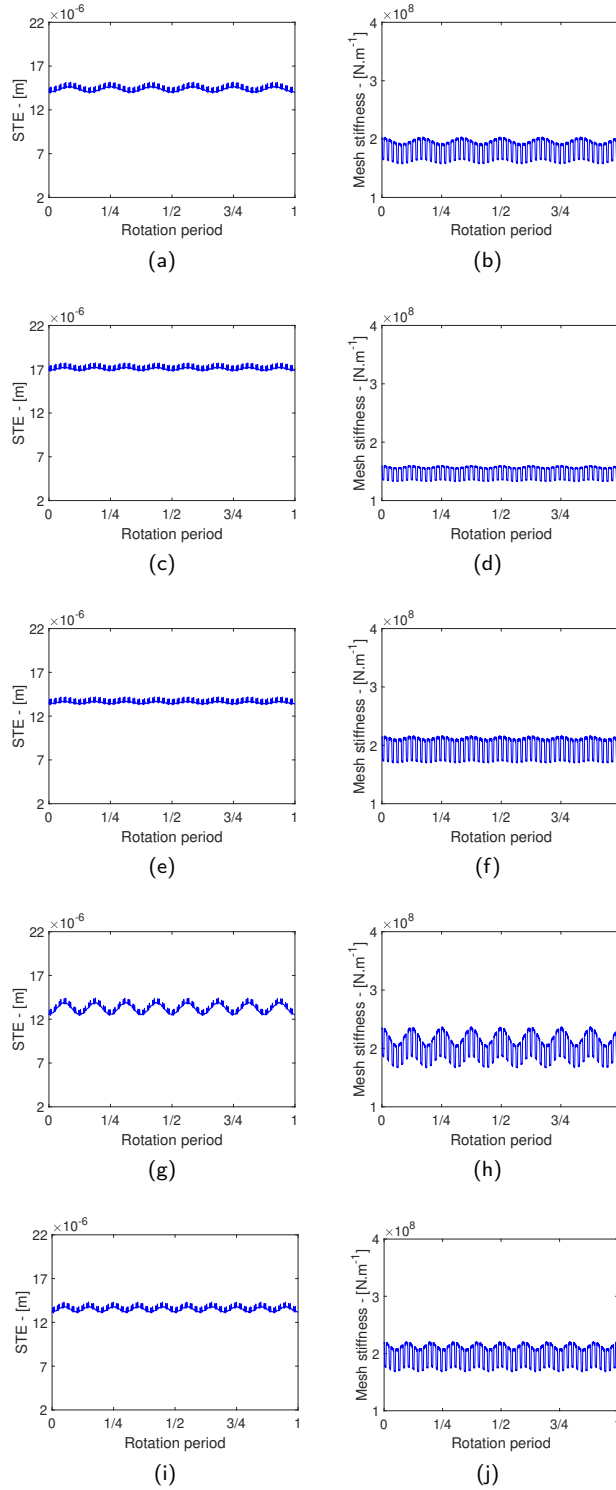 ×10⁻⁶
22
17
12
7
2
STE - [m]
0 1/4 1/2 3/4 1
Rotation period
(a)
×10⁸
4
3
2
1
Mesh stiffness - [N.m⁻¹]
0 1/4 1/2 3/4
Rotation period
(b)
×10⁻⁶
22
17
12
7
2
STE - [m]
0 1/4 1/2 3/4 1
Rotation period
(c)
×10⁸
4
3
2
1
Mesh stiffness - [N.m⁻¹]
0 1/4 1/2 3/4
Rotation period
(d)
×10⁻⁶
22
17
12
7
2
STE - [m]
0 1/4 1/2 3/4 1
Rotation period
(e)
×10⁸
4
3
2
1
Mesh stiffness - [N.m⁻¹]
0 1/4 1/2 3/4
Rotation period
(f)
×10⁻⁶
22
17
12
7
2
STE - [m]
0 1/4 1/2 3/4 1
Rotation period
(g)
×10⁸
4
3
2
1
Mesh stiffness - [N.m⁻¹]
0 1/4 1/2 3/4
Rotation period
(h)
×10⁻⁶
22
17
12
7
2
STE - [m]
0 1/4 1/2 3/4 1
Rotation period
(i)
×10⁸
4
3
2
1
Mesh stiffness - [N.m⁻¹]
0 1/4 1/2 3/4
Rotation period
(j)